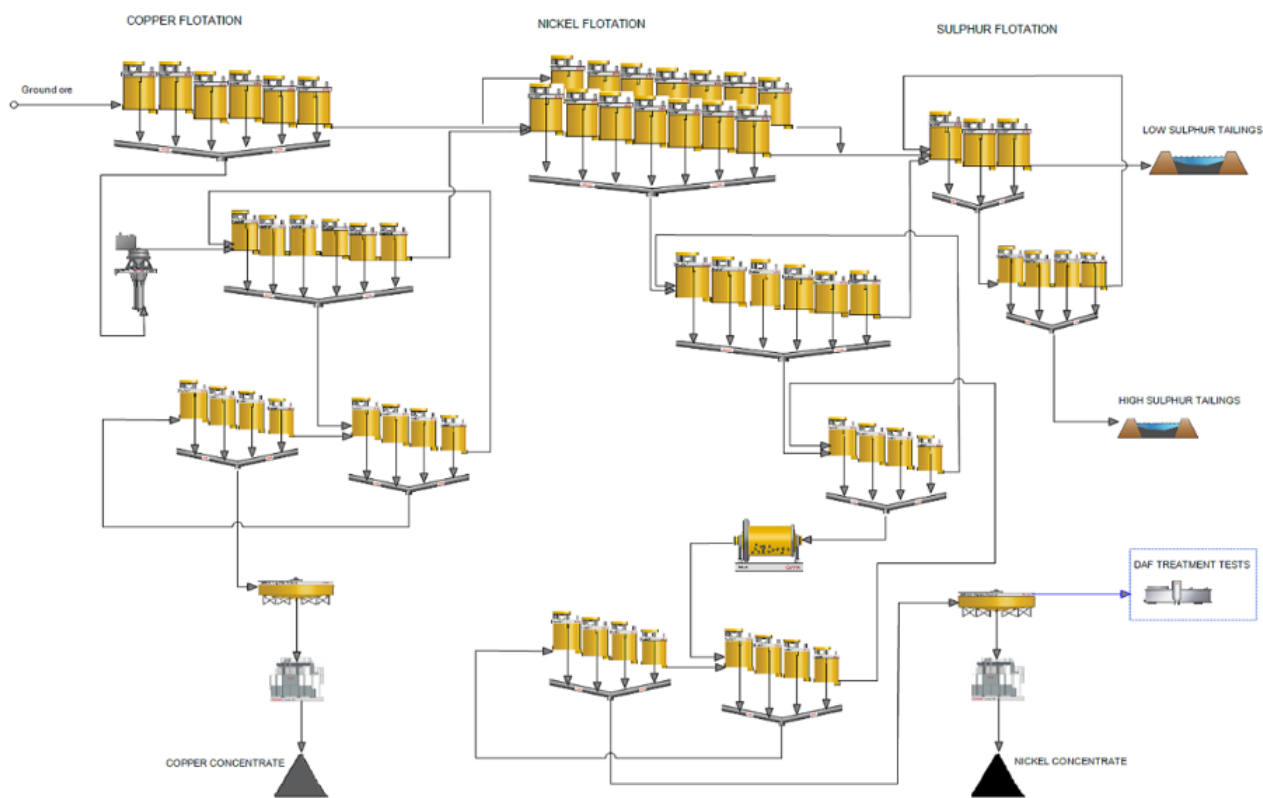 COPPER FLOTATION
NICKEL FLOTATION
SULPHUR FLOTATION
Ground ore
LOW SULPHUR TAILINGS
HIGH SULPHUR TAILINGS
DAF TREATMENT TESTS
COPPER CONCENTRATE
NICKEL CONCENTRATE